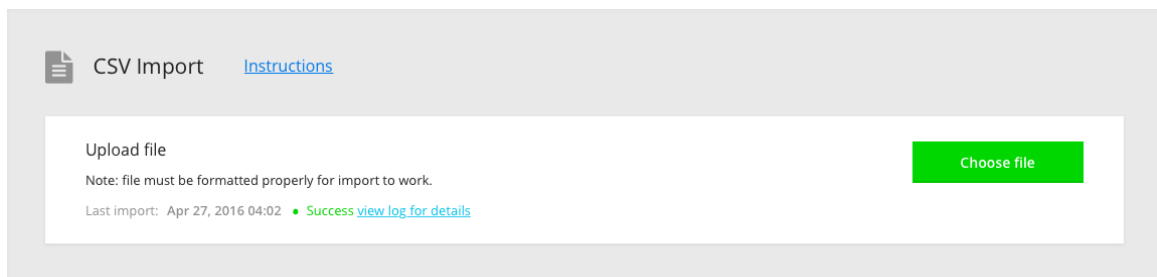 CSV Import Instructions
Upload file
Choose file
Note: file must be formatted properly for import to work.
Last import: Apr 27, 2016 04:02 • Success view log for details